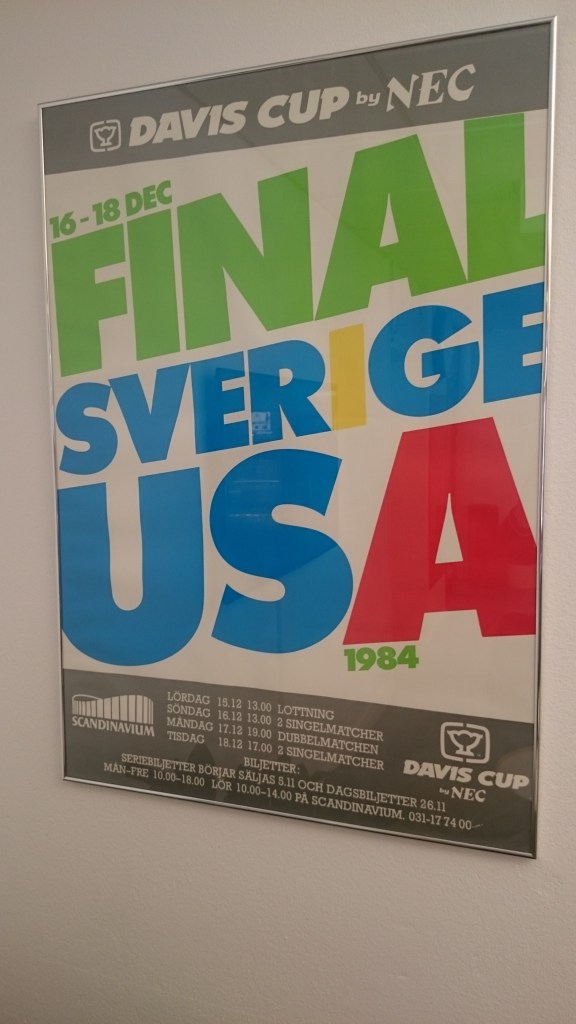 DAVIS CUP by NEC
16-18 DEC
FINAL
SVERIGE
USA
1984
SCANDINAVIUM
LÖRDAG 15.12 13.00 LOTTNING
SÖNDAG 16.12 13.00 2 SINGELMATCHER
MÅNDAG 17.12 19.00 DUBBELMATCHEN
TISDAG 18.12 17.00 2 SINGELMATCHER
DAVIS CUP
by NEC
BILJETTER:
SERIEBILJETTER BÖRJAR SÄLJAS 5.11 OCH DAGSBILJETTER 26.11
MÅN-FRE 10.00-18.00 LÖR 10.00-14.00 PÅ SCANDINAVIUM. 031-17 74 00